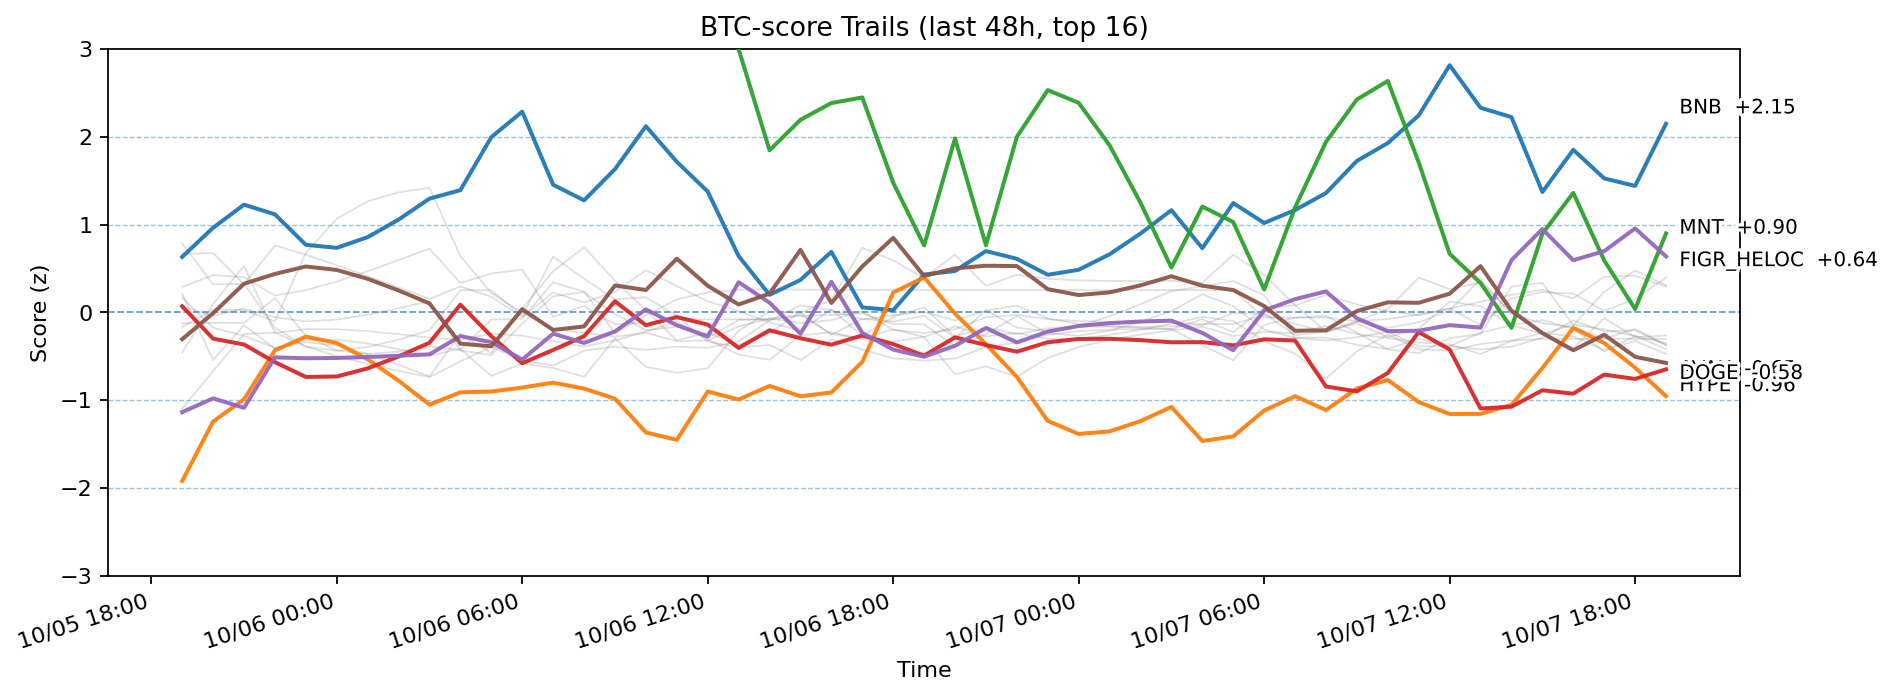 BTC-score Trails (last 48h, top 16)
Score (z)
3
2
1
0
−1
−2
−3
BNB +2.15
MNT +0.90
FIGR_HELOC +0.64
DOGE -0.58
HYPE -0.96
10/05 18:00
10/06 00:00
10/06 06:00
10/06 12:00
10/06 18:00
10/07 00:00
10/07 06:00
10/07 12:00
10/07 18:00
Time